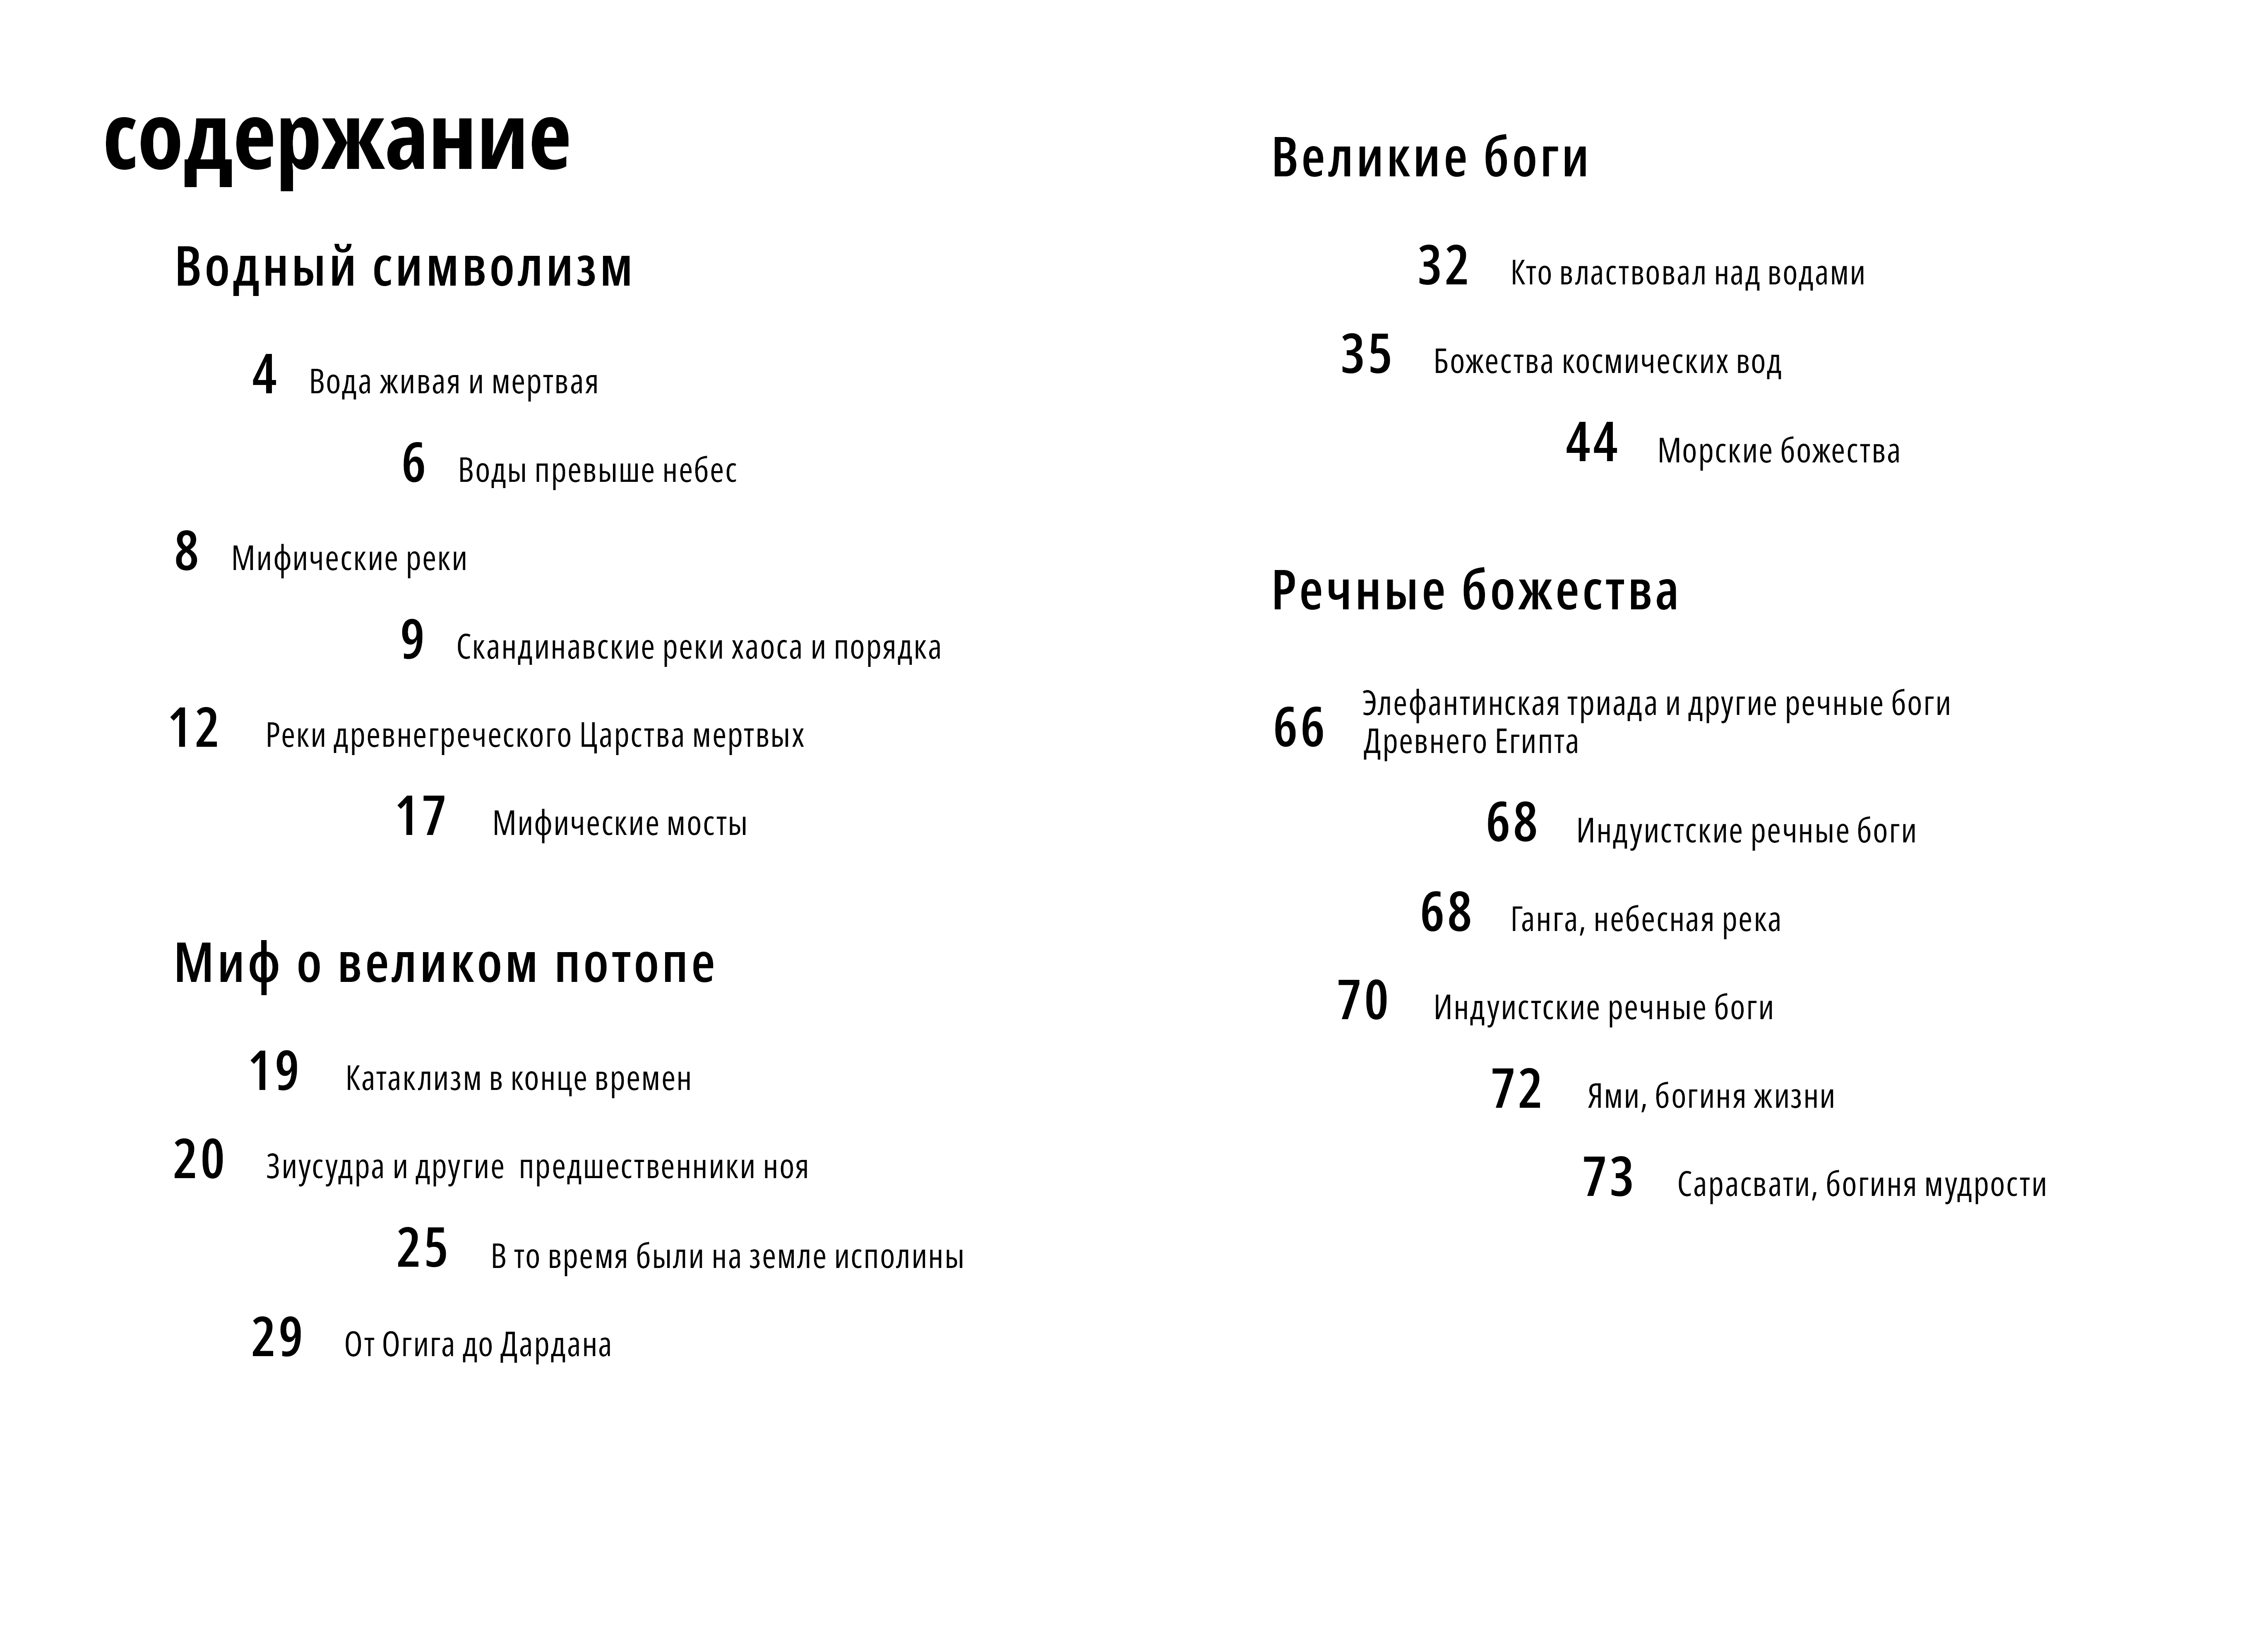 содержание
Водный символизм
4 Вода живая и мертвая
6 Воды превыше небес
8 Мифические реки
9 Скандинавские реки хаоса и порядка
12 Реки древнегреческого Царства мертвых
17 Мифические мосты
Миф о великом потопе
19 Катаклизм в конце времен
20 Зиусудра и другие  предшественники ноя
25 В то время были на земле исполины
29 От Огига до Дардана
Великие боги
32 Кто властвовал над водами
35 Божества космических вод
44 Морские божества
Речные божества
66 Элефантинская триада и другие речные боги
Древнего Египта
68 Индуистские речные боги
68 Ганга, небесная река
70 Индуистские речные боги
72 Ями, богиня жизни
73 Сарасвати, богиня мудрости